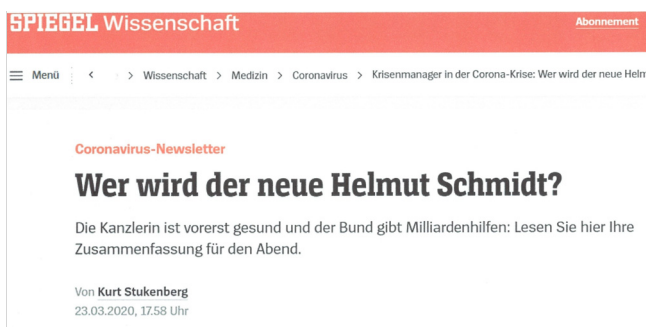 SPIEGEL Wissenschaft
Abonnement
Menü < > Wissenschaft > Medizin > Coronavirus > Krisenmanager in der Corona-Krise: Wer wird der neue
Coronavirus-Newsletter
Wer wird der neue Helmut Schmidt?
Die Kanzlerin ist vorerst gesund und der Bund gibt Milliardenhilfen: Lesen Sie hier Ihre
Zusammenfassung für den Abend.
Von Kurt Stukenberg
23.03.2020, 17.58 Uhr